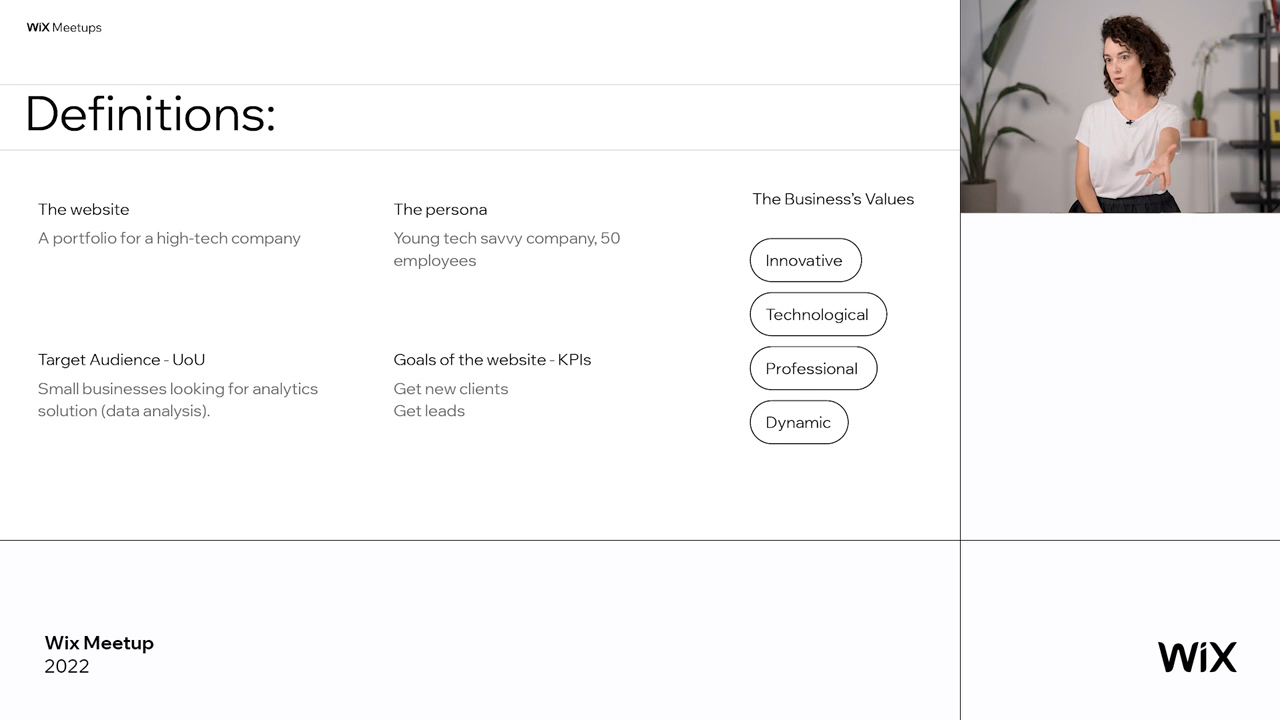 WiX Meetups
Definitions:
The website
A portfolio for a high-tech company
The persona
Young tech savvy company, 50
employees
Target Audience - UoU
Small businesses looking for analytics
solution (data analysis).
Goals of the website - KPIs
Get new clients
Get leads
The Business's Values
Innovative
Technological
Professional
Dynamic
Wix Meetup
2022
WiX